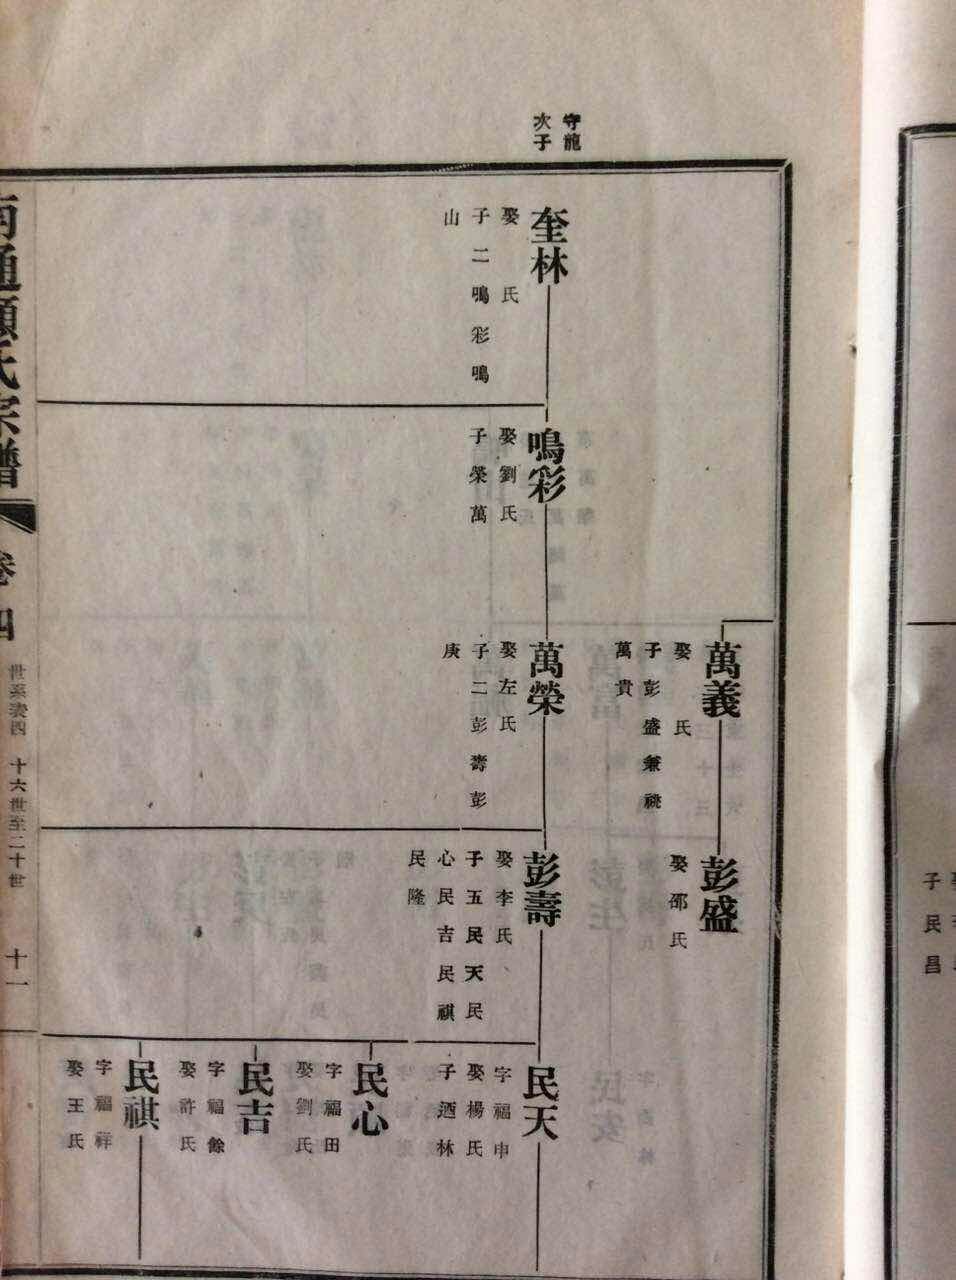 守龍
次子
奎林
娶　氏
子二鳴彩鳴
山
鳴彩
娶劉氏
子榮萬
萬義
娶　氏
子彭盛兼祧
萬貴
萬榮
娶左氏
子二彭壽彭
庚
彭盛
娶邵氏
彭壽
娶李氏
子五民天民
心民吉民祺
民隆
民天
字福申
娶楊氏
子迺林
民心
字福田
娶劉氏
民吉
字福餘
娶許氏
民祺
字福祥
娶王氏
南通顧氏宗譜
卷四
世系表四　十六世至二十世
十一
子民昌